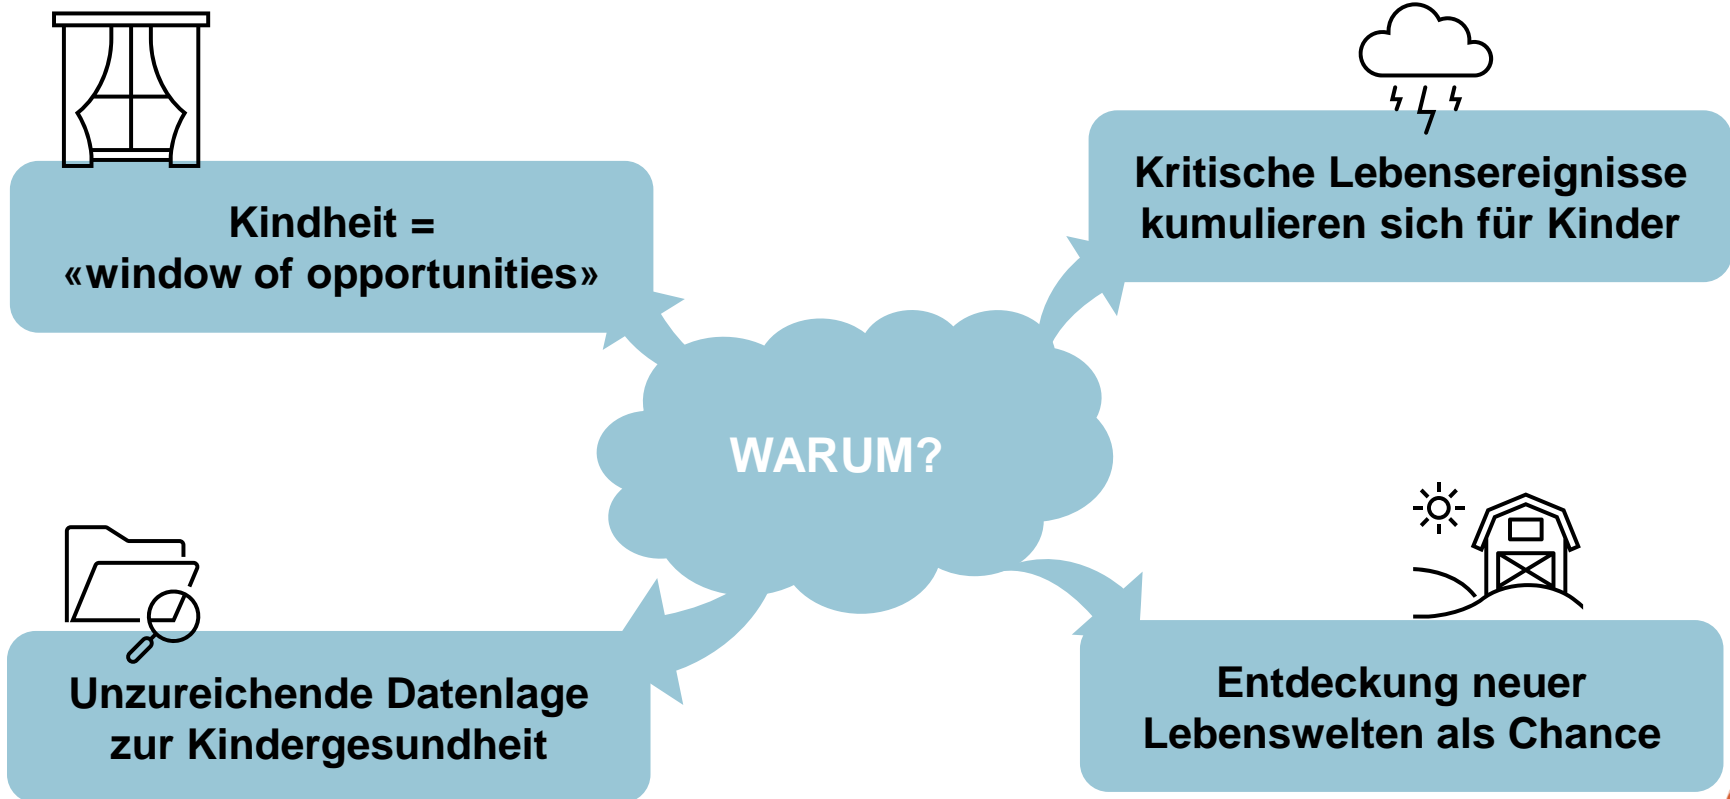 Kindheit =
«window of opportunities»
Kritische Lebensereignisse
kumulieren sich für Kinder
WARUM?
Unzureichende Datenlage
zur Kindergesundheit
Entdeckung neuer
Lebenswelten als Chance